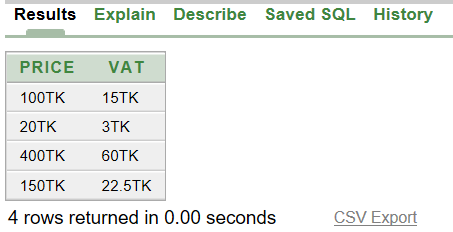 Results Explain Describe Saved SQL History
PRICE VAT
100TK 15TK
20TK 3TK
400TK 60TK
150TK 22.5TK
4 rows returned in 0.00 seconds CSV Export